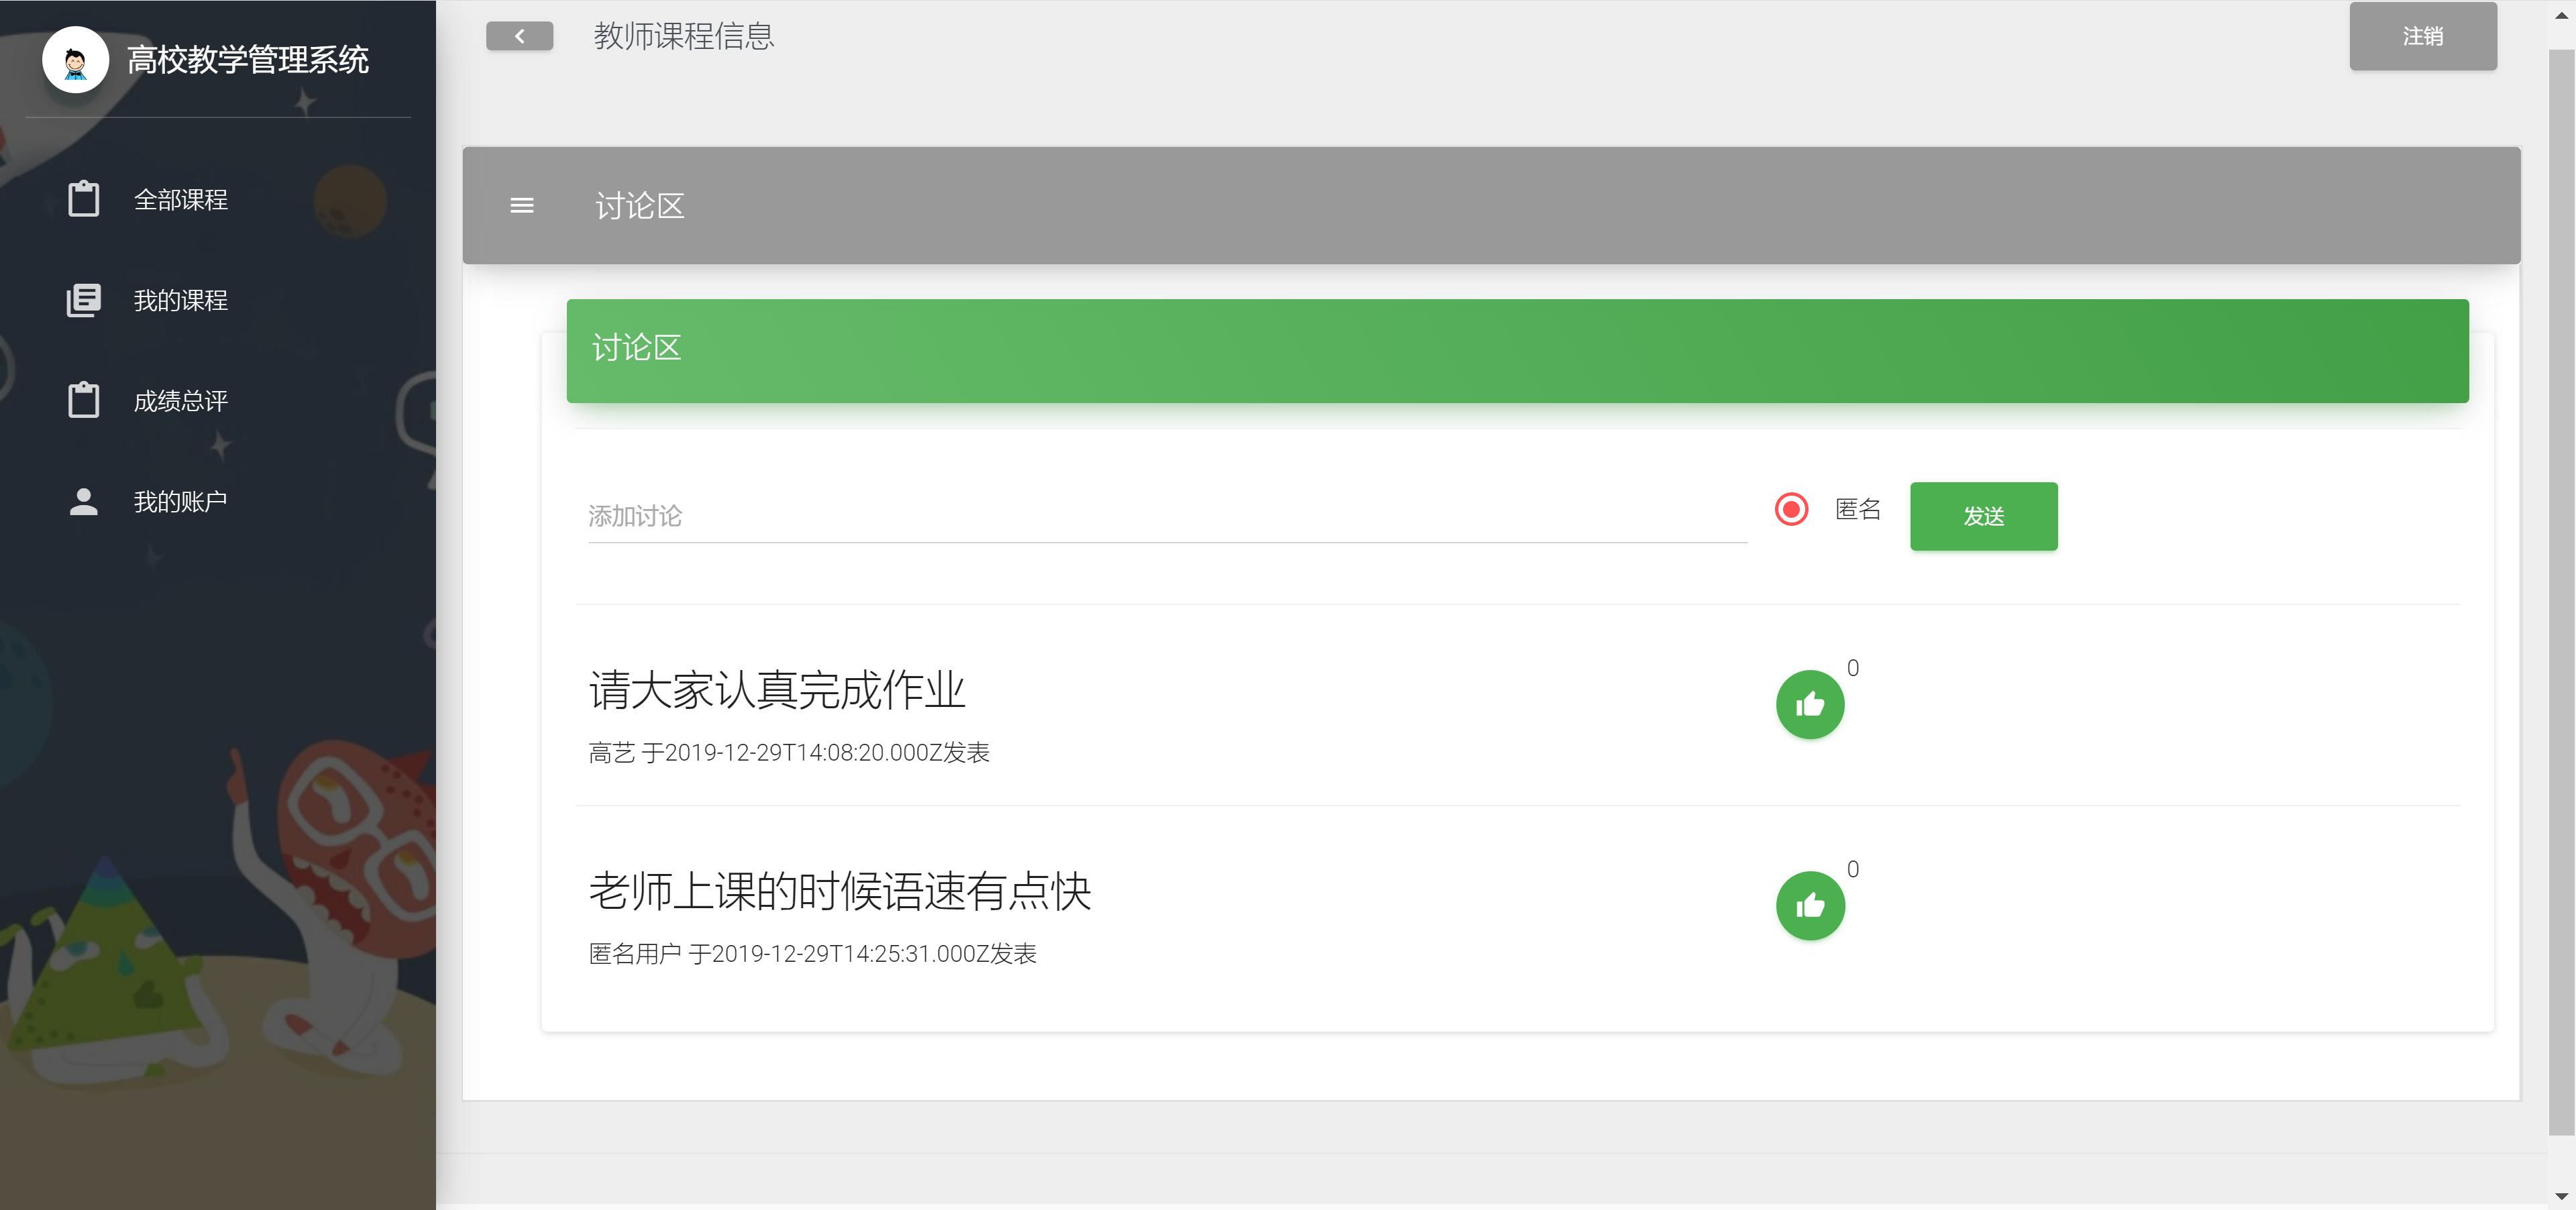 高校教学管理系统
全部课程
我的课程
成绩总评
我的账户
教师课程信息
注销
讨论区
讨论区
添加讨论
匿名
发送
请大家认真完成作业
0
高艺 于2019-12-29T14:08:20.000Z发表
老师上课的时候语速有点快
0
匿名用户 于2019-12-29T14:25:31.000Z发表